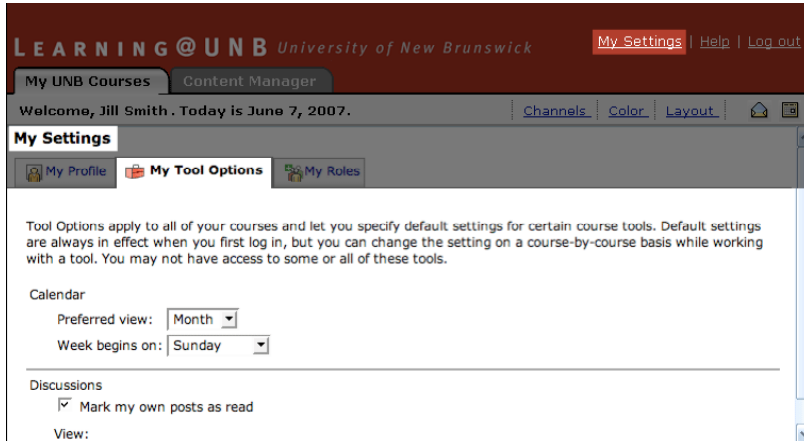 LEARNING@UNB University of New Brunswick
My Settings | Help | Log out
My UNB Courses Content Manager
Welcome, Jill Smith. Today is June 7, 2007. Channels Color Layout
My Settings
My Profile My Tool Options My Roles
Tool Options apply to all of your courses and let you specify default settings for certain course tools. Default settings
are always in effect when you first log in, but you can change the setting on a course-by-course basis while working
with a tool. You may not have access to some or all of these tools.
Calendar
Preferred view: Month
Week begins on: Sunday
Discussions
Mark my own posts as read
View: